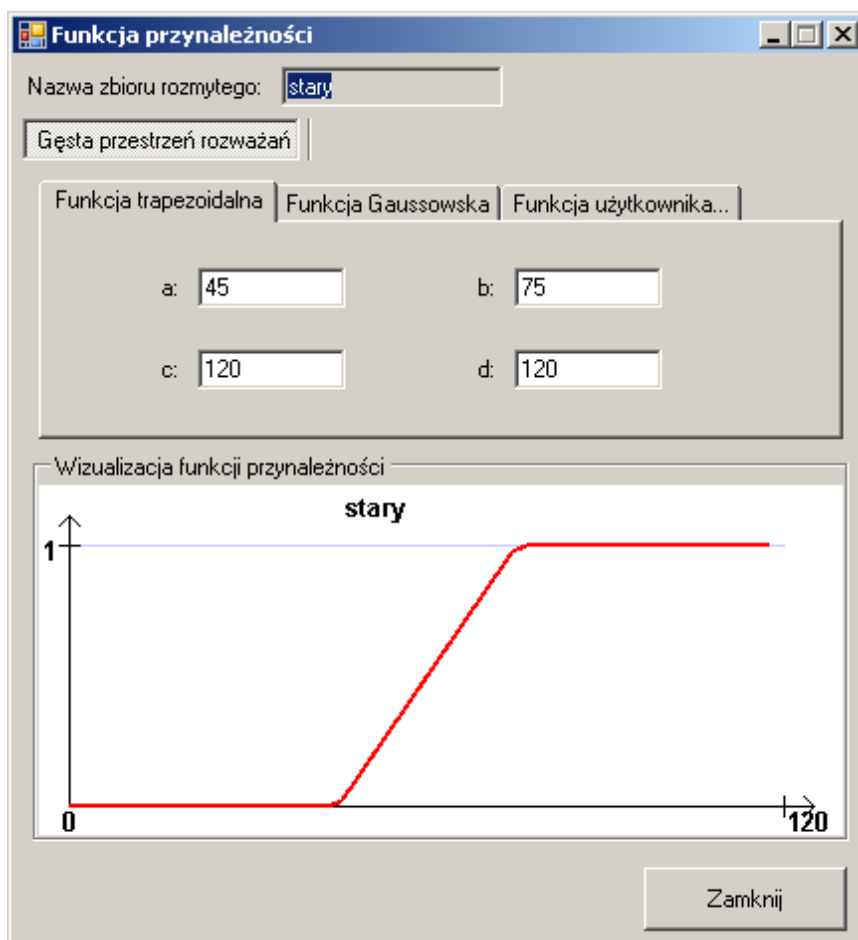 Funkcja przynależności
Nazwa zbioru rozmytego: stary
Gęsta przestrzeń rozważań
Funkcja trapezoidalna Funkcja Gaussowska Funkcja użytkownika...
a: 45 b: 75
c: 120 d: 120
Wizualizacja funkcji przynależności
stary
1
0 120
Zamknij